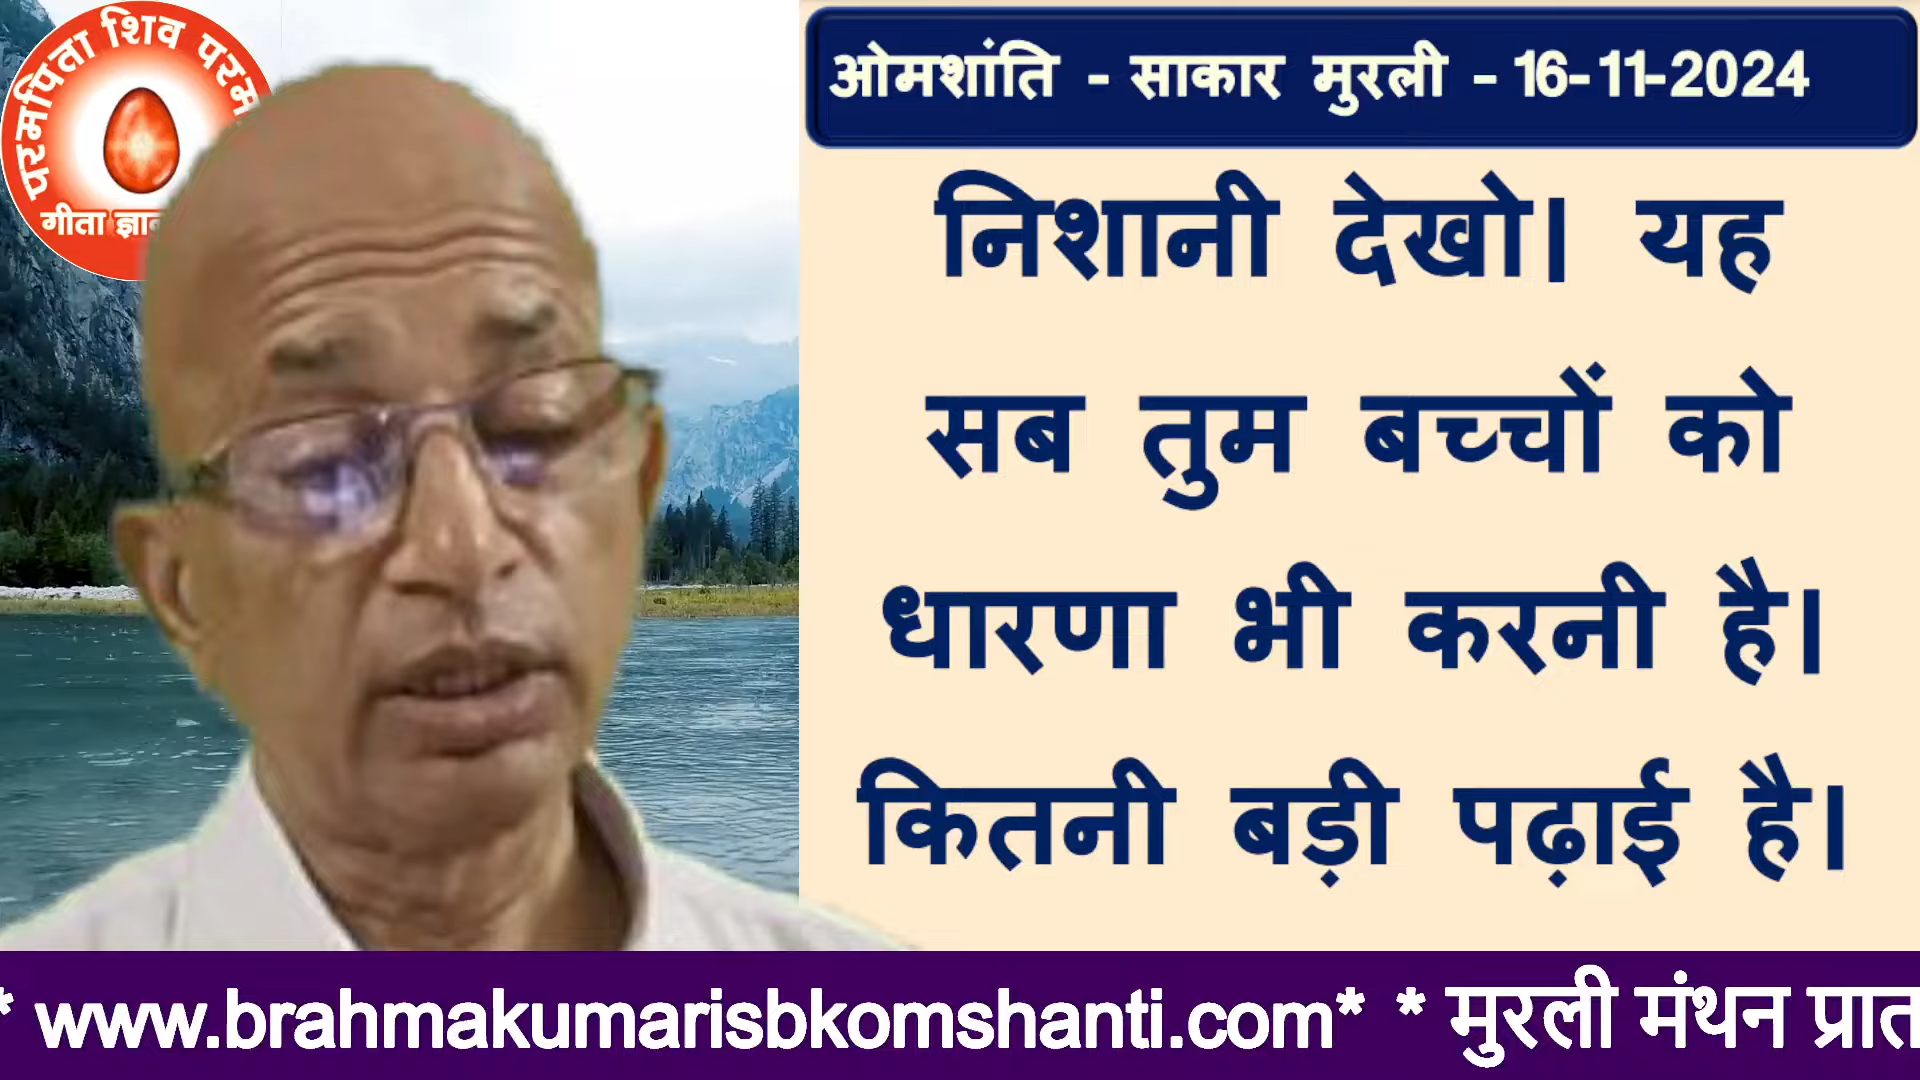 परमपिता शिव
गीता
ओमशांति - साकार मुरली - 16-11-2024
निशानी देखो। यह
सब तुम बच्चों को
धारणा भी करनी है।
कितनी बड़ी पढ़ाई है।
* www.brahmakumarisbkomshanti.com* * मुरली मंथन